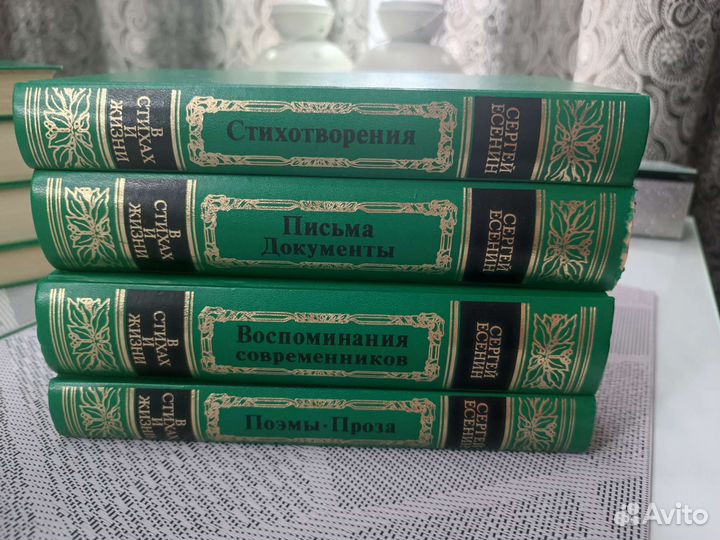 В
СТИХАХ
И
ЖИЗНИ
Стихотворения
СЕРГЕЙ
ЕСЕНИН
В
СТИХАХ
И
ЖИЗНИ
Письма
Документы
СЕРГЕЙ
ЕСЕНИН
В
СТИХАХ
И
ЖИЗНИ
Воспоминания
современников
СЕРГЕЙ
ЕСЕНИН
В
СТИХАХ
И
ЖИЗНИ
Поэмы·Проза
СЕРГЕЙ
ЕСЕНИН
Avito